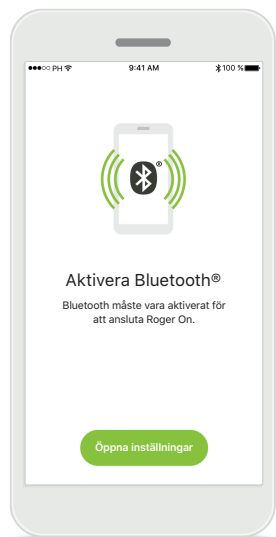 ●●●○○ PH 9:41 AM 100 %
®
Aktivera Bluetooth®
Bluetooth måste vara aktiverat för
att ansluta Roger On.
Öppna inställningar